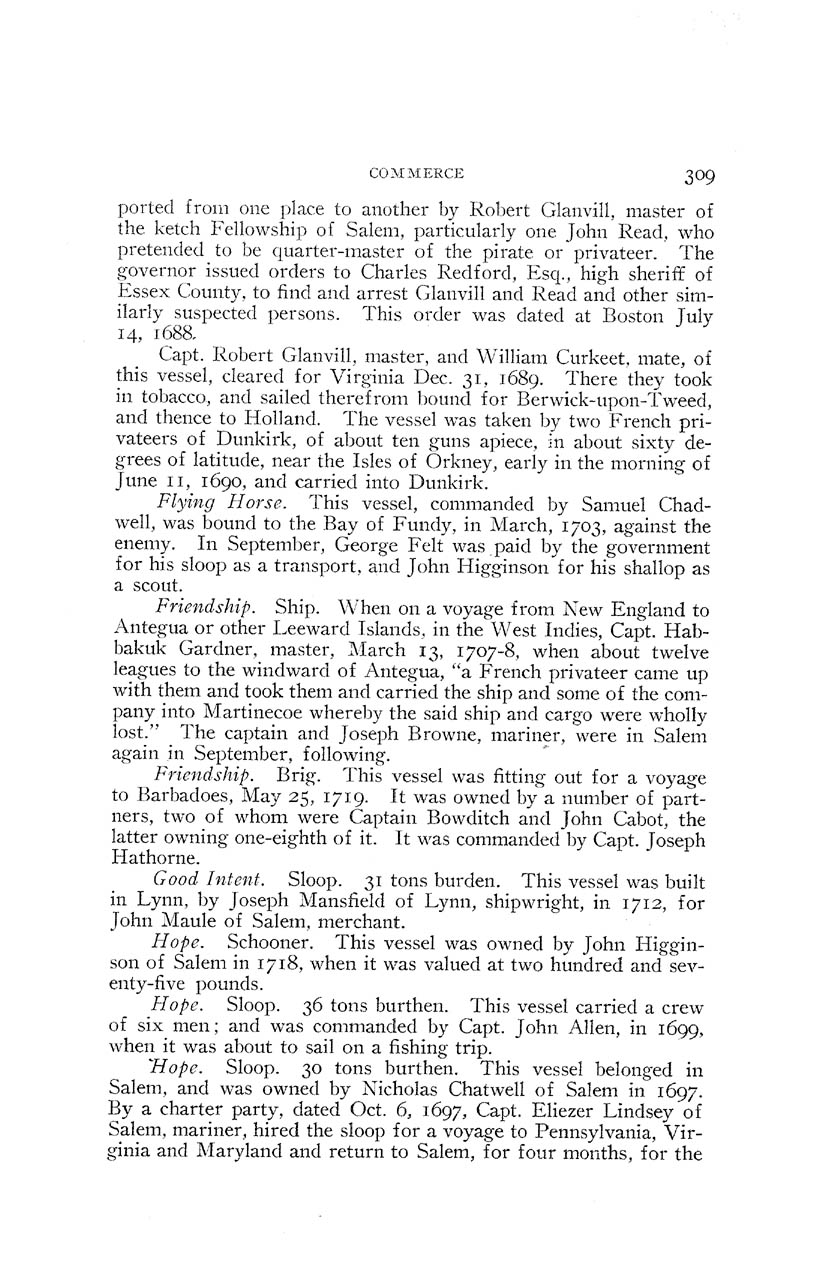 COMMERCE 309
ported from one place to another by Robert Glanvill, master of
the ketch Fellowship of Salem, particularly one John Read, who
pretended to be quarter-master of the pirate or privateer. The
governor issued orders to Charles Redford, Esq., high sheriff of
Essex County, to find and arrest Glanvill and Read and other sim-
ilarly suspected persons. This order was dated at Boston July
14, 1688.
Capt. Robert Glanvill, master, and William Curkeet, mate, of
this vessel, cleared for Virginia Dec. 31, 1689. There they took
in tobacco, and sailed therefrom bound for Berwick-upon-Tweed,
and thence to Holland. The vessel was taken by two French pri-
vateers of Dunkirk, of about ten guns apiece, in about sixty de-
grees of latitude, near the Isles of Orkney, early in the morning of
June 11, 1690, and carried into Dunkirk.
Flying Horse. This vessel, commanded by Samuel Chad-
well, was bound to the Bay of Fundy, in March, 1703, against the
enemy. In September, George Felt was paid by the government
for his sloop as a transport, and John Higginson for his shallop as
a scout.
Friendship. Ship. When on a voyage from New England to
Antegua or other Leeward Islands, in the West Indies, Capt. Hab-
bakuk Gardner, master, March 13, 1707-8, when about twelve
leagues to the windward of Antegua, “a French privateer came up
with them and took them and carried the ship and some of the com-
pany into Martinecoe whereby the said ship and cargo were wholly
lost.” The captain and Joseph Browne, mariner, were in Salem
again in September, following.
Friendship. Brig. This vessel was fitting out for a voyage
to Barbadoes, May 25, 1719. It was owned by a number of part-
ners, two of whom were Captain Bowditch and John Cabot, the
latter owning one-eighth of it. It was commanded by Capt. Joseph
Hathorne.
Good Intent. Sloop. 31 tons burden. This vessel was built
in Lynn, by Joseph Mansfield of Lynn, shipwright, in 1712, for
John Maule of Salem, merchant.
Hope. Schooner. This vessel was owned by John Higgin-
son of Salem in 1718, when it was valued at two hundred and sev-
enty-five pounds.
Hope. Sloop. 36 tons burthen. This vessel carried a crew
of six men; and was commanded by Capt. John Allen, in 1699,
when it was about to sail on a fishing trip.
Hope. Sloop. 30 tons burthen. This vessel belonged in
Salem, and was owned by Nicholas Chatwell of Salem in 1697.
By a charter party, dated Oct. 6, 1697, Capt. Eliezer Lindsey of
Salem, mariner, hired the sloop for a voyage to Pennsylvania, Vir-
ginia and Maryland and return to Salem, for four months, for the